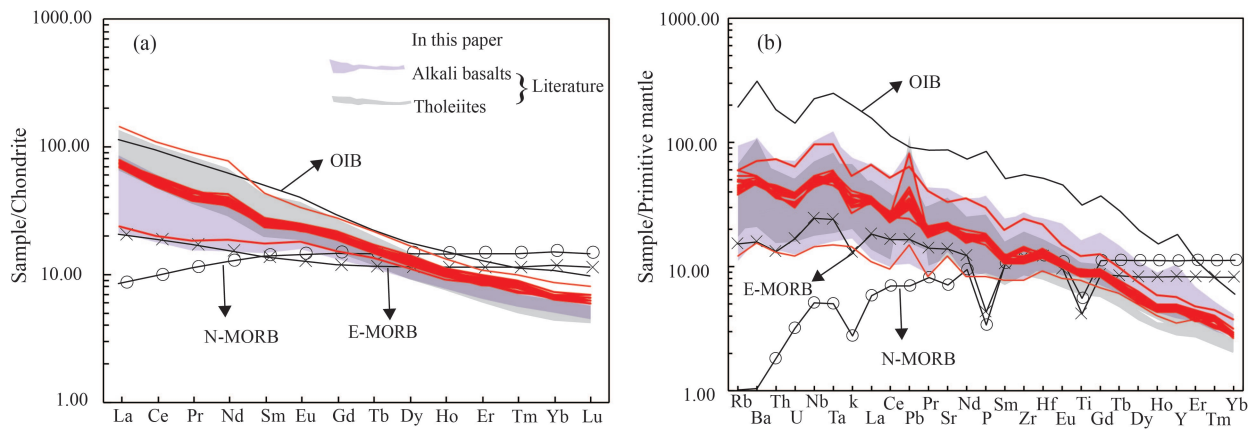 1000.00
100.00
10.00
1.00
Sample/Chondrite
(a)
In this paper
Alkali basalts
Tholeiites
} Literature
OIB
N-MORB
E-MORB
La Ce Pr Nd Sm Eu Gd Tb Dy Ho Er Tm Yb Lu
1000.00
100.00
10.00
1.00
Sample/Primitive mantle
(b)
OIB
E-MORB
N-MORB
Rb Th Nb k Ce Pr Nd Sm Hf Ti Tb Ho Er Yb
Ba U Ta La Pb Sr P Zr Eu Gd Dy Y Tm